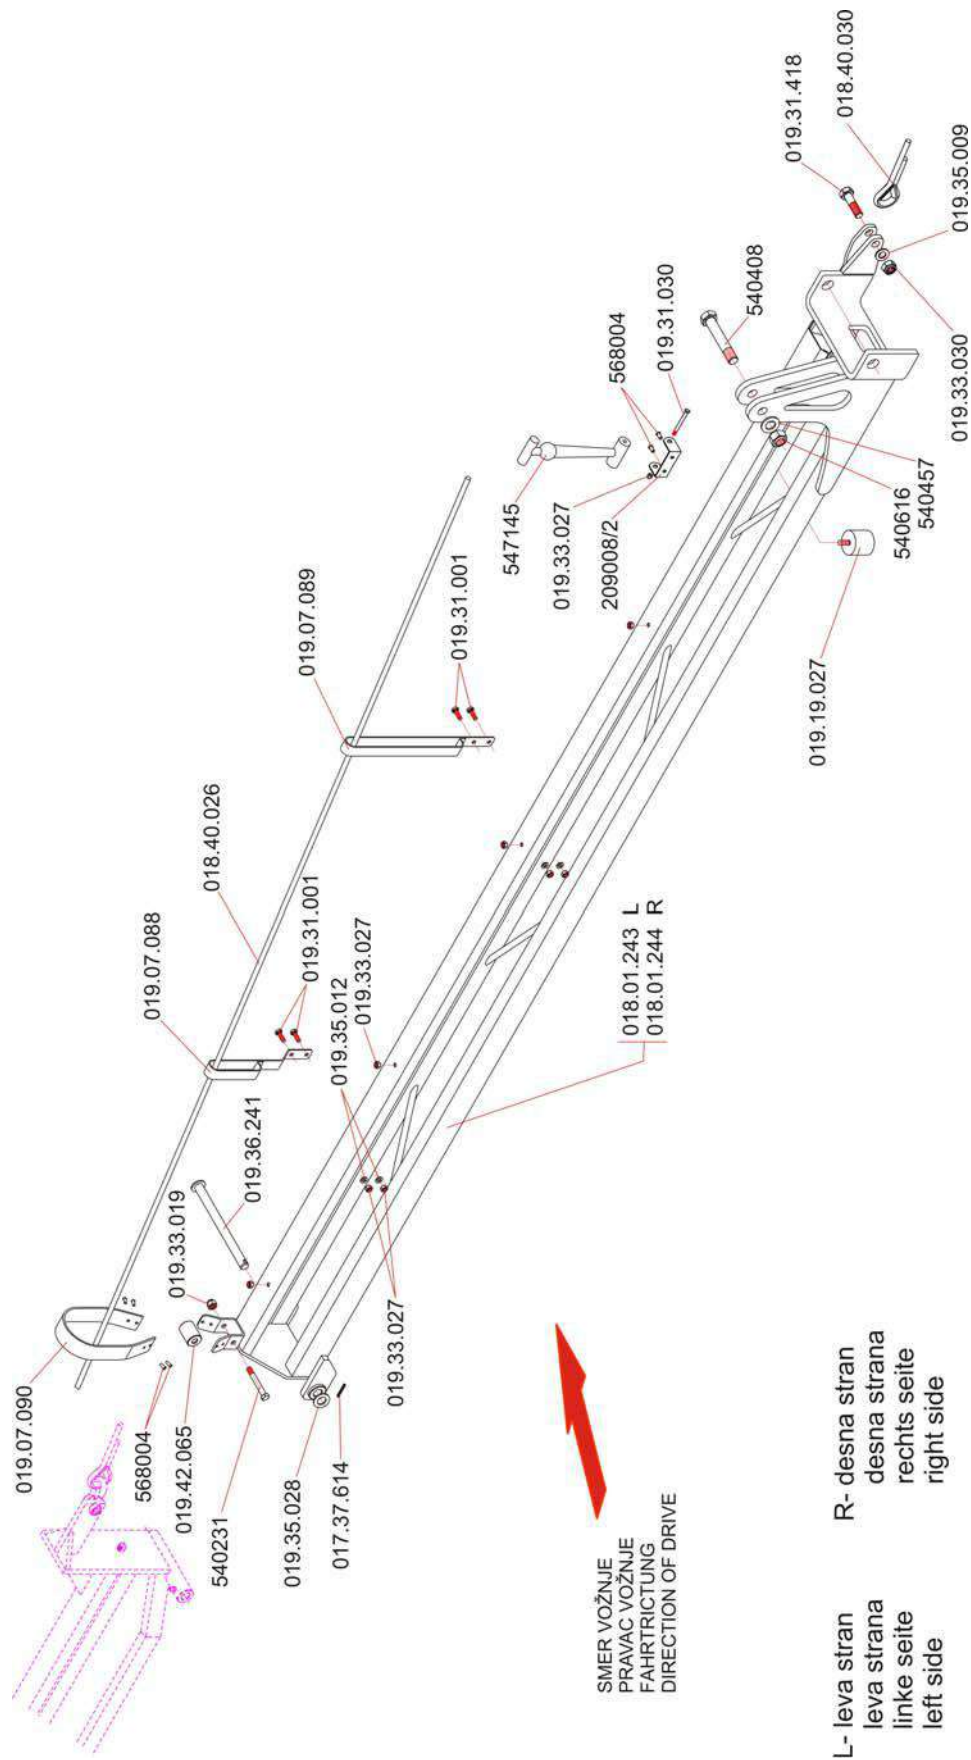 019.07.090
568004
019.42.065
540231
019.35.028
017.37.614
019.33.019
019.36.241
019.33.027
019.07.088
019.31.001
019.35.012
019.33.027
018.40.026
019.07.089
019.31.001
018.01.243 L
018.01.244 R
547145
019.33.027
209008/2
568004
019.31.030
540408
019.19.027
540616
540457
019.31.418
018.40.030
019.35.009
019.33.030
SMER VOŽNJE
PRAVAC VOŽNJE
FAHRTRICTUNG
DIRECTION OF DRIVE
L- leva stran
leva strana
linke seite
left side
R- desna stran
desna strana
rechts seite
right side